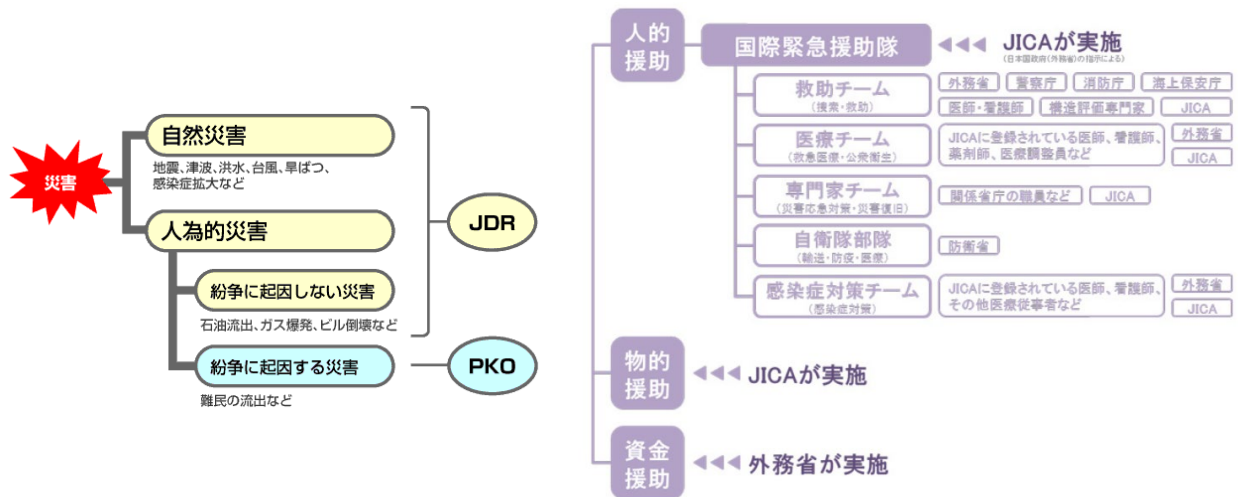 災害
自然災害
地震、津波、洪水、台風、旱ばつ、
感染症拡大など
人為的災害
紛争に起因しない災害
石油流出、ガス爆発、ビル倒壊など
紛争に起因する災害
難民の流出など
JDR
PKO
人的
援助
国際緊急援助隊
JICAが実施
(日本国政府(外務省)の指示による)
救助チーム
(捜索・救助)
外務省
警察庁
消防庁
海上保安庁
医師・看護師
構造評価専門家
JICA
医療チーム
(救急医療・公衆衛生)
JICAに登録されている医師、看護師、
薬剤師、医療調整員など
外務省
JICA
専門家チーム
(災害応急対策・災害復旧)
関係省庁の職員など
JICA
自衛隊部隊
(輸送・防疫・医療)
防衛省
感染症対策チーム
(感染症対策)
JICAに登録されている医師、看護師、
その他医療従事者など
外務省
JICA
物的
援助
JICAが実施
資金
援助
外務省が実施